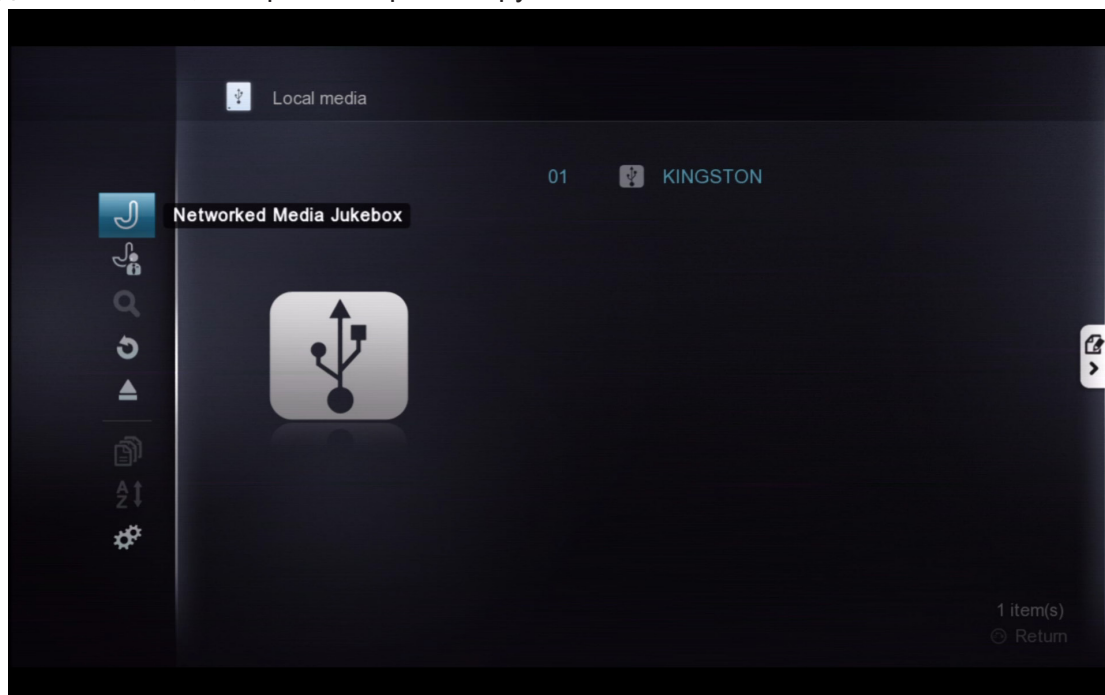 Local media
01 KINGSTON
Networked Media Jukebox
A
Z
1 item(s)
Return